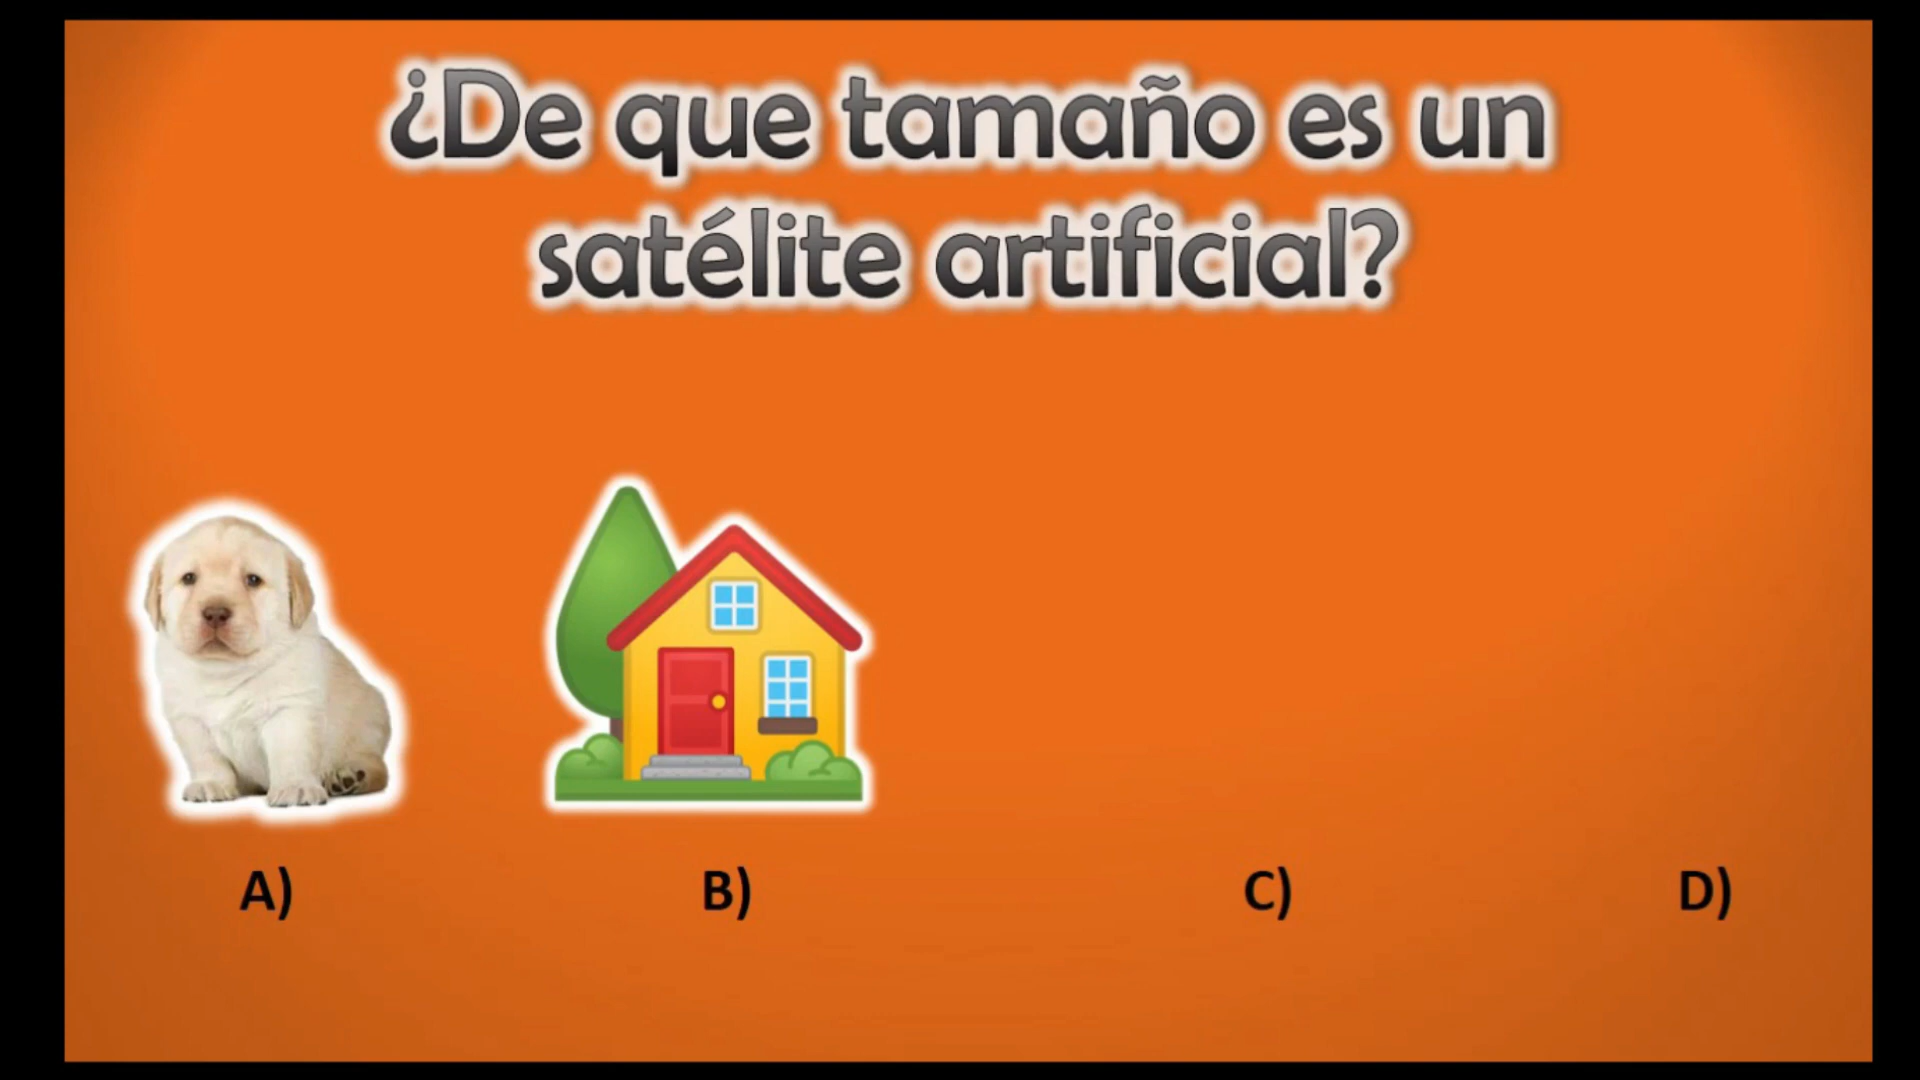 ¿De que tamaño es un
satélite artificial?
A)
B)
C)
D)